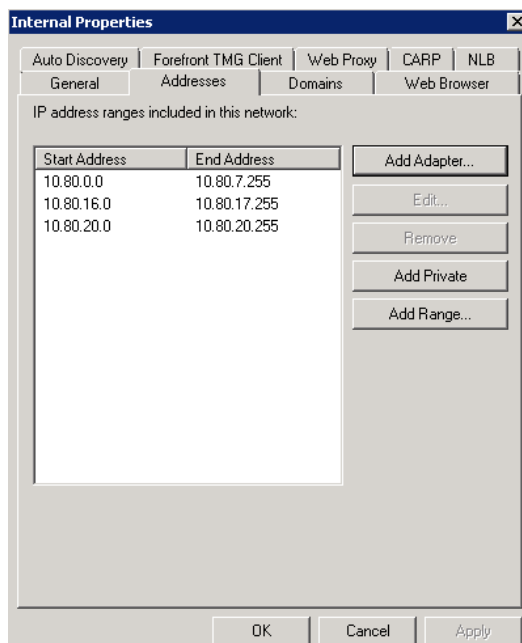 Internal Properties
Auto Discovery Forefront TMG Client Web Proxy CARP NLB
General Addresses Domains Web Browser
IP address ranges included in this network:
Start Address End Address
10.80.0.0 10.80.7.255
10.80.16.0 10.80.17.255
10.80.20.0 10.80.20.255
Add Adapter...
Edit...
Remove
Add Private
Add Range...
OK Cancel Apply